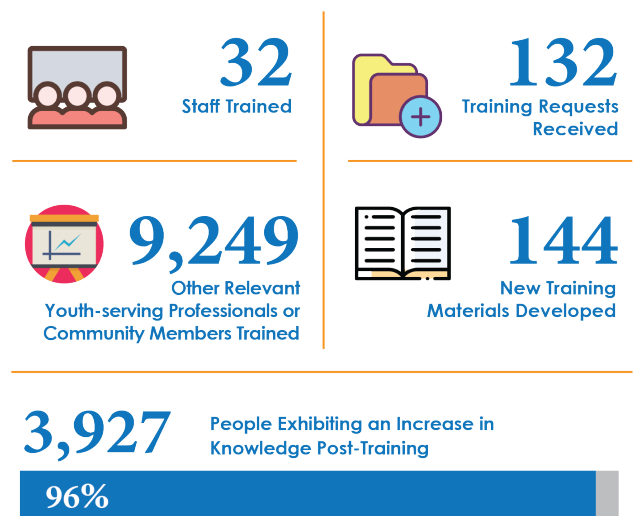 32
Staff Trained
132
Training Requests
Received
9,249
Other Relevant
Youth-serving Professionals or
Community Members Trained
144
New Training
Materials Developed
3,927
People Exhibiting an Increase in
Knowledge Post-Training
96%